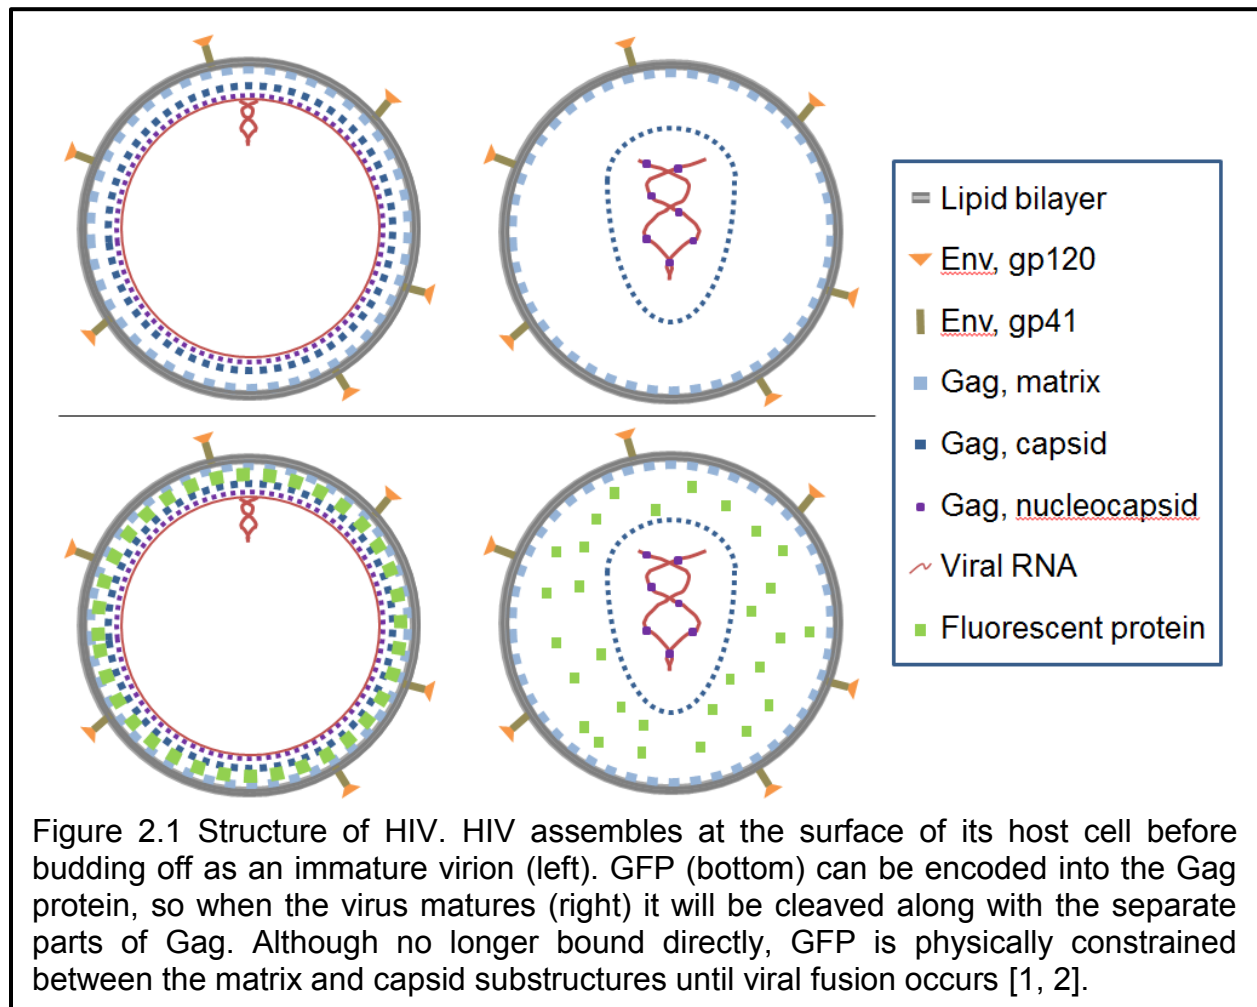 Lipid bilayer
Env, gp120
Env, gp41
Gag, matrix
Gag, capsid
Gag, nucleocapsid
Viral RNA
Fluorescent protein
Figure 2.1 Structure of HIV. HIV assembles at the surface of its host cell before
budding off as an immature virion (left). GFP (bottom) can be encoded into the Gag
protein, so when the virus matures (right) it will be cleaved along with the separate
parts of Gag. Although no longer bound directly, GFP is physically constrained
between the matrix and capsid substructures until viral fusion occurs [1, 2].